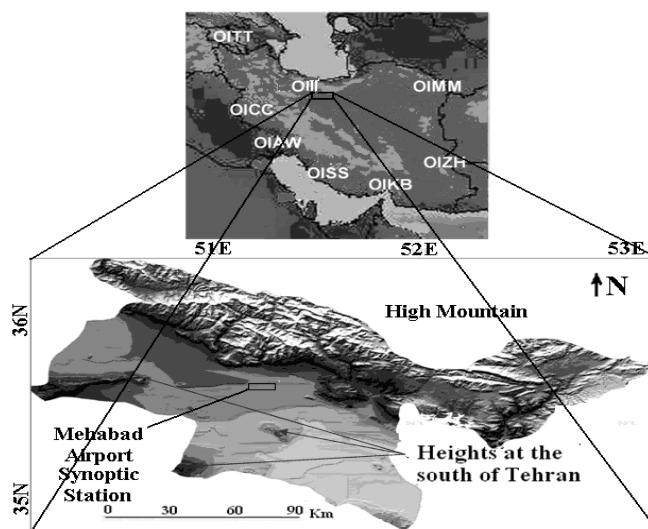 OITT
OIII
OIMM
OICC
OIAW
OIZH
OISS
OIKB
51E
52E
53E
N
36N
High Mountain
Mehabad
Airport
Synoptic
Station
Heights at the
south of Tehran
35N
0 15 30 60 90 Km